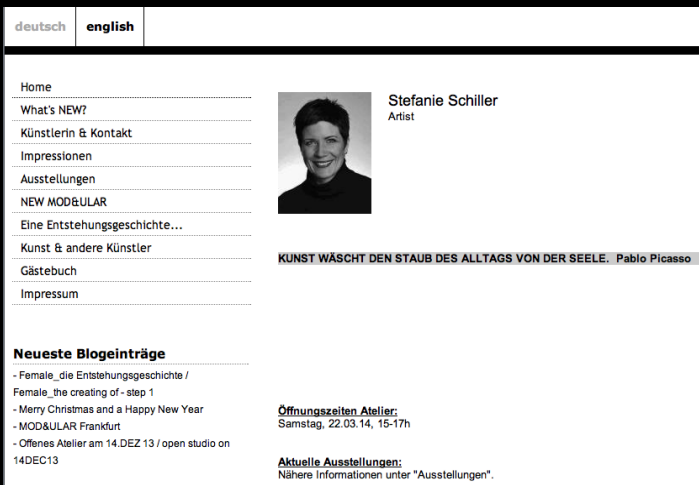 deutsch english
Home
What's NEW?
Künstlerin & Kontakt
Impressionen
Ausstellungen
NEW MOD&ULAR
Eine Entstehungsgeschichte...
Kunst & andere Künstler
Gästebuch
Impressum
Neueste Blogeinträge
- Female_die Entstehungsgeschichte /
Female_the creating of - step 1
- Merry Christmas and a Happy New Year
- MOD&ULAR Frankfurt
- Offenes Atelier am 14.DEZ 13 / open studio on
14DEC13
Stefanie Schiller
Artist
KUNST WÄSCHT DEN STAUB DES ALLTAGS VON DER SEELE. Pablo Picasso
Öffnungszeiten Atelier:
Samstag, 22.03.14, 15-17h
Aktuelle Ausstellungen:
Nähere Informationen unter "Ausstellungen".